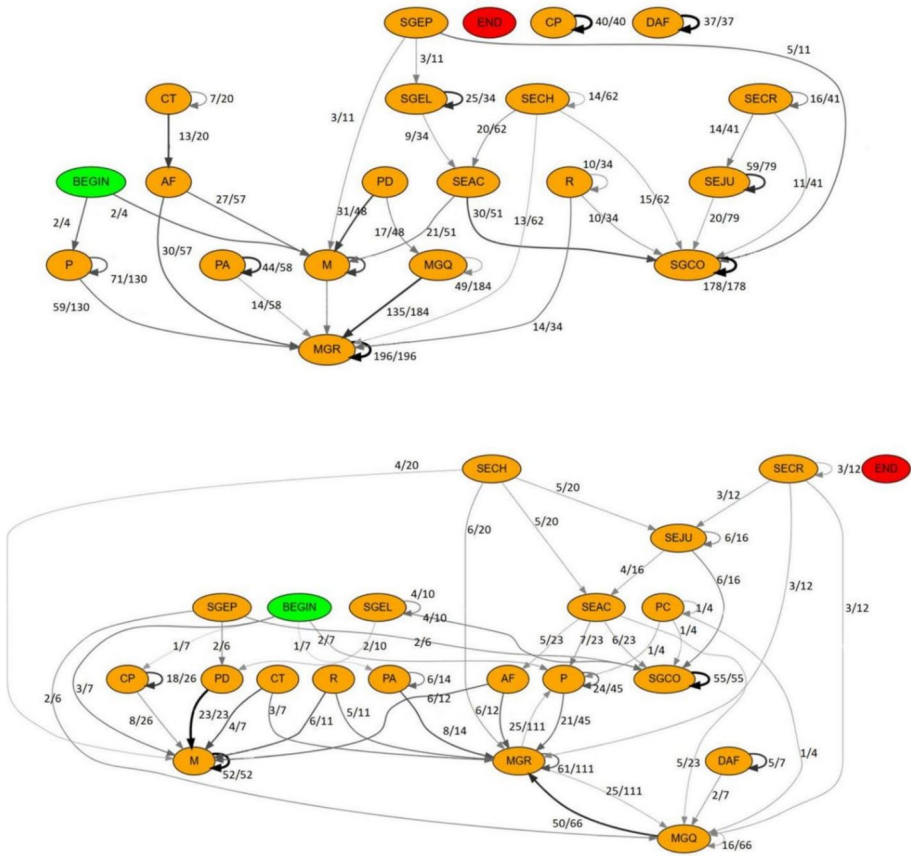 SGEP
END
CP
40/40
DAF
37/37
5/11
3/11
CT
7/20
SGEL
25/34
SECH
14/62
SECR
16/41
3/11
13/20
9/34
20/62
14/41
BEGIN
AF
27/57
PD
SEAC
R
10/34
SEJU
59/79
11/41
2/4
2/4
31/48
17/48
21/51
30/51
13/62
10/34
15/62
20/79
P
71/130
30/57
PA
44/58
M
MGQ
49/184
SGCO
178/178
59/130
14/58
135/184
14/34
MGR
196/196
4/20
SECH
SECR
3/12
END
5/20
3/12
6/20
5/20
SEJU
6/16
4/16
6/16
3/12
3/12
SGEP
BEGIN
SGEL
4/10
4/10
SEAC
PC
1/4
1/4
1/7
2/6
1/7
2/7
2/10
2/6
5/23
7/23
6/23
1/4
2/6
3/7
CP
18/26
PD
CT
R
PA
6/14
AF
P
24/45
SGCO
55/55
6/12
8/26
23/23
4/7
3/7
6/11
5/11
8/14
6/12
25/111
21/45
M
52/52
MGR
61/111
5/23
DAF
5/7
1/4
25/111
2/7
50/66
MGQ
16/66